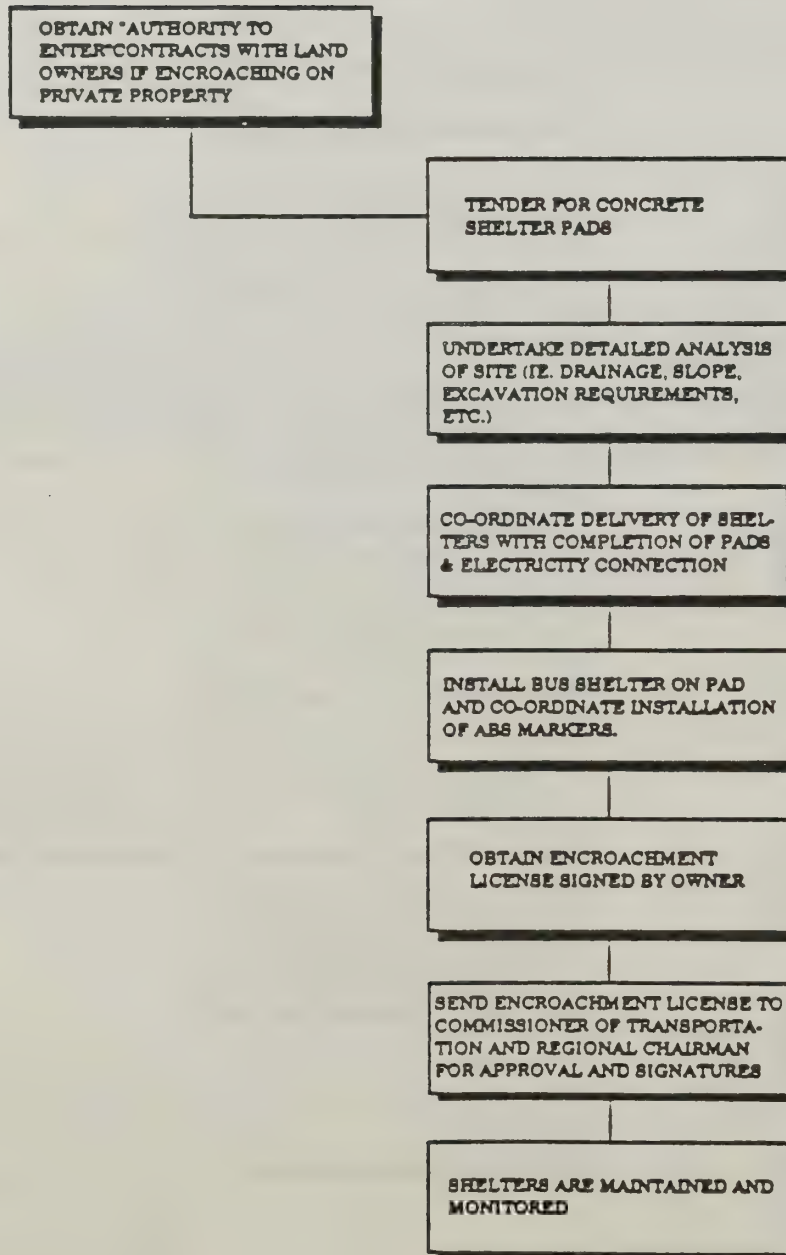 OBTAIN "AUTHORITY TO
ENTER"CONTRACTS WITH LAND
OWNERS IF ENCROACHING ON
PRIVATE PROPERTY
TENDER FOR CONCRETE
SHELTER PADS
UNDERTAKE DETAILED ANALYSIS
OF SITE (IE. DRAINAGE, SLOPE,
EXCAVATION REQUIREMENTS,
ETC.)
CO-ORDINATE DELIVERY OF SHEL-
TERS WITH COMPLETION OF PADS
& ELECTRICITY CONNECTION
INSTALL BUS SHELTER ON PAD
AND CO-ORDINATE INSTALLATION
OF ABS MARKERS.
OBTAIN ENCROACHMENT
LICENSE SIGNED BY OWNER
SEND ENCROACHMENT LICENSE TO
COMMISSIONER OF TRANSPORTA-
TION AND REGIONAL CHAIRMAN
FOR APPROVAL AND SIGNATURES
SHELTERS ARE MAINTAINED AND
MONITORED